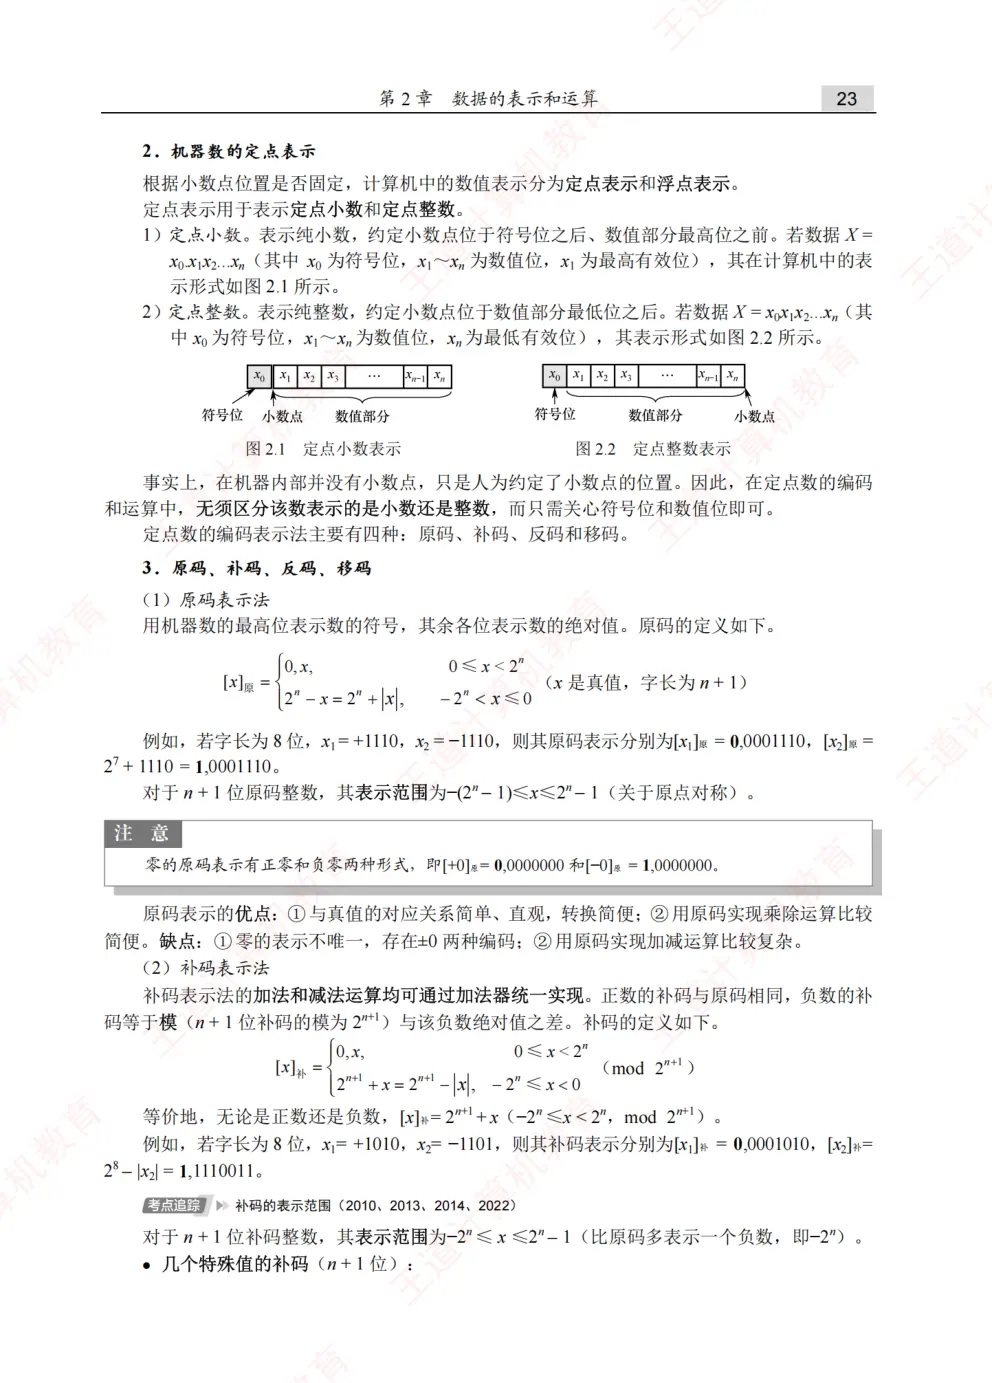 第 2 章　数据的表示和运算　23
2．机器数的定点表示
根据小数点位置是否固定，计算机中的数值表示分为定点表示和浮点表示。
定点表示用于表示定点小数和定点整数。
1）定点小数。表示纯小数，约定小数点位于符号位之后、数值部分最高位之前。若数据 X =
x₀.x₁x₂…xₙ（其中 x₀ 为符号位，x₁～xₙ 为数值位，x₁ 为最高有效位），其在计算机中的表
示形式如图 2.1 所示。
2）定点整数。表示纯整数，约定小数点位于数值部分最低位之后。若数据 X = x₀x₁x₂…xₙ（其
中 x₀ 为符号位，x₁～xₙ 为数值位，xₙ 为最低有效位），其表示形式如图 2.2 所示。
x₀ x₁ x₂ x₃ … xₙ₋₁ xₙ
符号位 小数点 数值部分
图 2.1　定点小数表示
x₀ x₁ x₂ x₃ … xₙ₋₁ xₙ
符号位 数值部分 小数点
图 2.2　定点整数表示
事实上，在机器内部并没有小数点，只是人为约定了小数点的位置。因此，在定点数的编码
和运算中，无须区分该数表示的是小数还是整数，而只需关心符号位和数值位即可。
定点数的编码表示法主要有四种：原码、补码、反码和移码。
3．原码、补码、反码、移码
（1）原码表示法
用机器数的最高位表示数的符号，其余各位表示数的绝对值。原码的定义如下。
[x]原 = { 0, x,　0 ≤ x < 2ⁿ
2ⁿ − x = 2ⁿ + |x|,　−2ⁿ < x ≤ 0　（x 是真值，字长为 n + 1）
例如，若字长为 8 位，x₁ = +1110，x₂ = −1110，则其原码表示分别为[x₁]原 = 0,0001110，[x₂]原 =
2⁷ + 1110 = 1,0001110。
对于 n + 1 位原码整数，其表示范围为−(2ⁿ − 1)≤x≤2ⁿ − 1（关于原点对称）。
注　意
零的原码表示有正零和负零两种形式，即[+0]原 = 0,0000000 和[−0]原 = 1,0000000。
原码表示的优点：①与真值的对应关系简单、直观，转换简便；②用原码实现乘除运算比较
简便。缺点：①零的表示不唯一，存在±0 两种编码；②用原码实现加减运算比较复杂。
（2）补码表示法
补码表示法的加法和减法运算均可通过加法器统一实现。正数的补码与原码相同，负数的补
码等于模（n + 1 位补码的模为 2ⁿ⁺¹）与该负数绝对值之差。补码的定义如下。
[x]补 = { 0, x,　0 ≤ x < 2ⁿ
2ⁿ⁺¹ + x = 2ⁿ⁺¹ − |x|,　−2ⁿ ≤ x < 0　（mod 2ⁿ⁺¹）
等价地，无论是正数还是负数，[x]补 = 2ⁿ⁺¹ + x（−2ⁿ ≤x < 2ⁿ，mod 2ⁿ⁺¹）。
例如，若字长为 8 位，x₁= +1010，x₂= −1101，则其补码表示分别为[x₁]补 = 0,0001010，[x₂]补=
2⁸ − |x₂| = 1,1110011。
考点追踪　补码的表示范围（2010、2013、2014、2022）
对于 n + 1 位补码整数，其表示范围为−2ⁿ ≤ x ≤2ⁿ − 1（比原码多表示一个负数，即−2ⁿ）。
• 几个特殊值的补码（n + 1 位）：